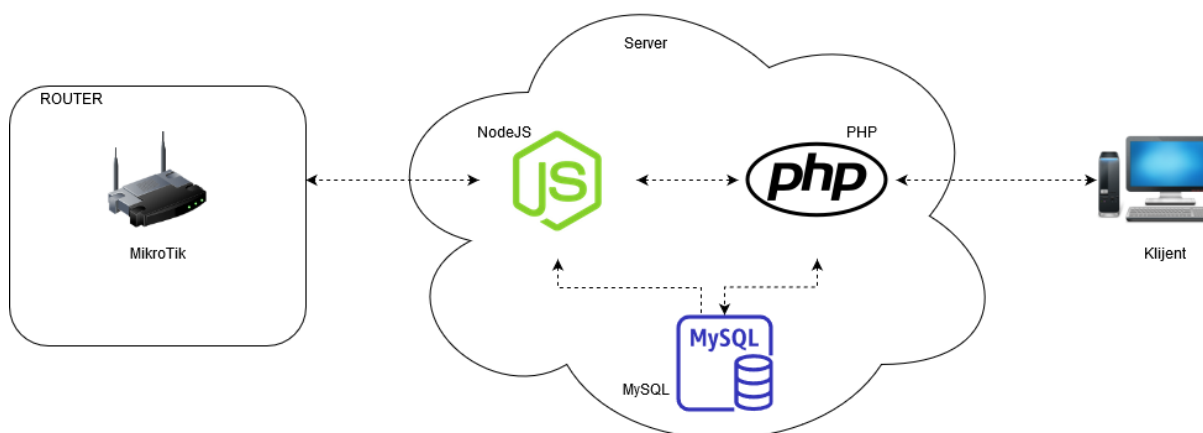 Server
ROUTER
NodeJS
PHP
JS
php
MikroTik
Klijent
MySQL
MySQL